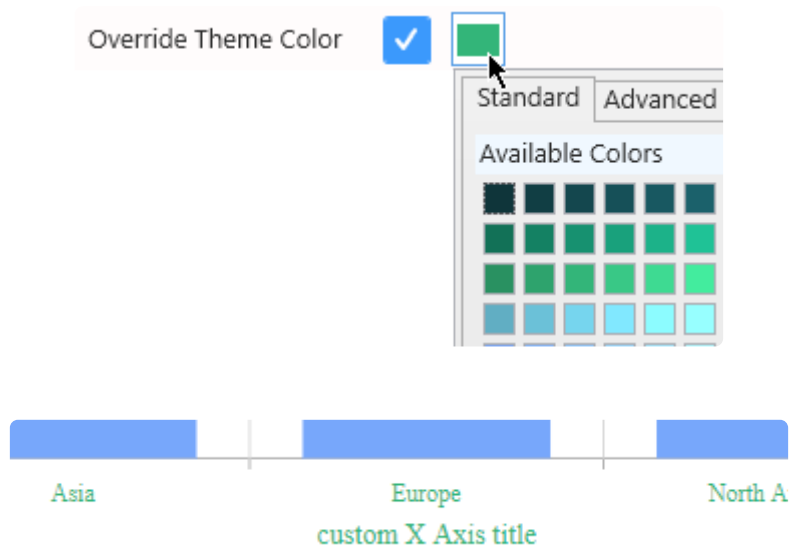 Override Theme Color
Standard Advanced
Available Colors
Asia Europe North A
custom X Axis title